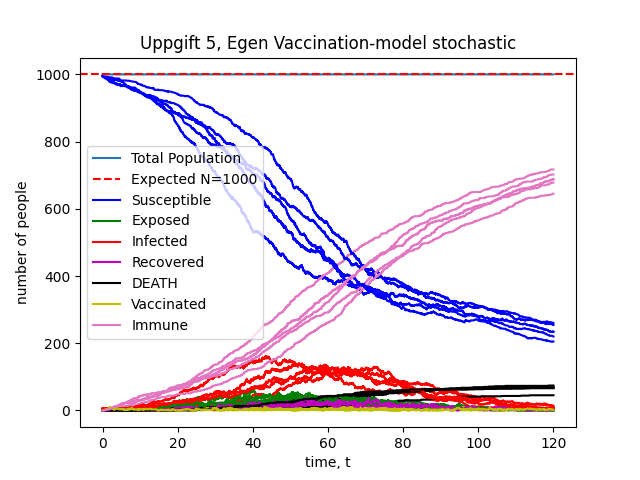 Uppgift 5, Egen Vaccination-model stochastic
number of people
1000
800
600
400
200
0
Total Population
Expected N=1000
Susceptible
Exposed
Infected
Recovered
DEATH
Vaccinated
Immune
0 20 40 60 80 100 120
time, t